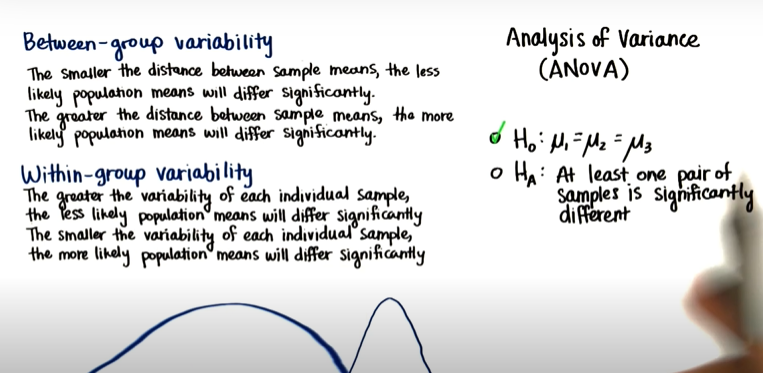 Between-group variability
The smaller the distance between sample means, the less
likely population means will differ significantly.
The greater the distance between sample means, the more
likely population means will differ significantly.
Within-group variability
The greater the variability of each individual sample,
the less likely population means will differ significantly
The smaller the variability of each individual sample,
the more likely population means will differ significantly
Analysis of Variance
(ANOVA)
H₀: μ₁=μ₂=μ₃
H_A: At least one pair of
samples is significantly
different